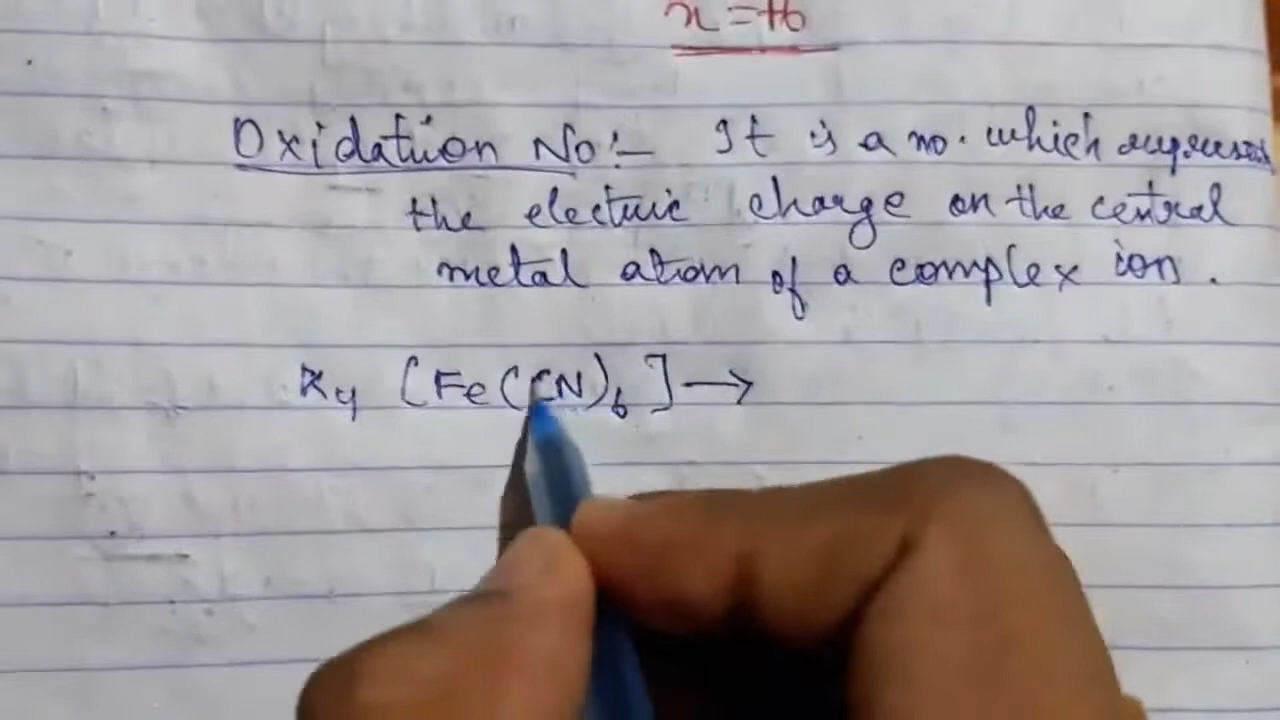 x = +6
Oxidation No:- It is a no. which represents
the electric charge on the central
metal atom of a complex ion.
K4 [Fe(CN)6] →